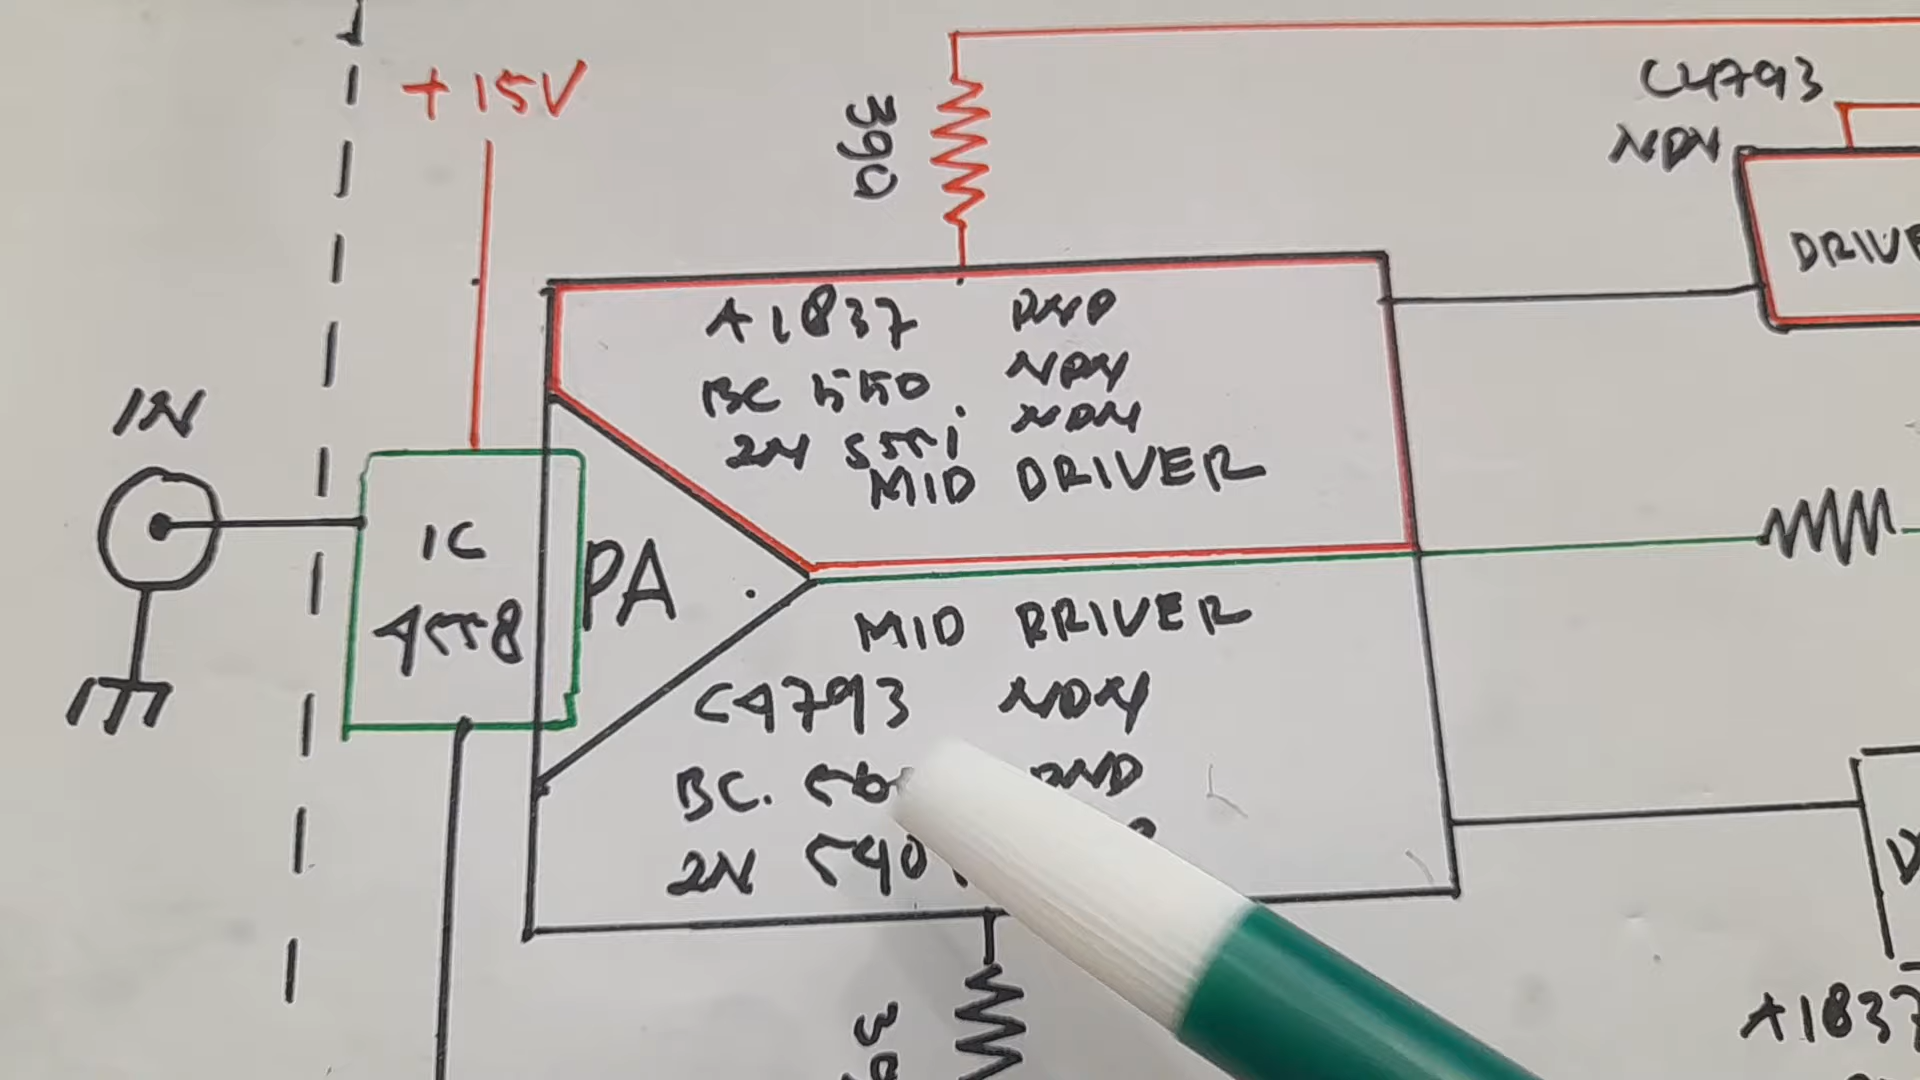 +15V
390
C4793
NPN
DRIVE
A1837 PNP
BC 550 NPN
2N 5551 NPN
MID DRIVER
IN
IC
4558
PA
MID DRIVER
C4793 NPN
BC. 56 PNP
2N 540
A1837